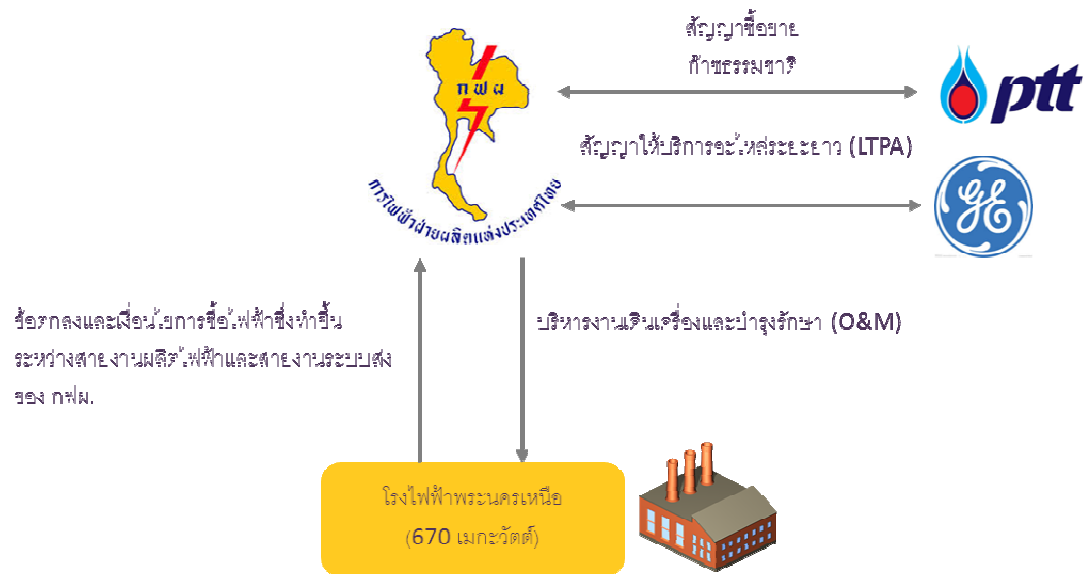 สัญญาซื้อขาย
ก๊าซธรรมชาติ
กฟผ
ptt
สัญญาให้บริการอะไหล่ระยะยาว (LTPA)
GE
การไฟฟ้าฝ่ายผลิตแห่งประเทศไทย
ข้อตกลงและเงื่อนไขการซื้อไฟฟ้าซึ่งทำขึ้น
ระหว่างสายงานผลิตไฟฟ้าและสายงานระบบส่ง
ของ กฟผ.
บริหารงานเดินเครื่องและบำรุงรักษา (O&M)
โรงไฟฟ้าพระนครเหนือ
(670 เมกะวัตต์)